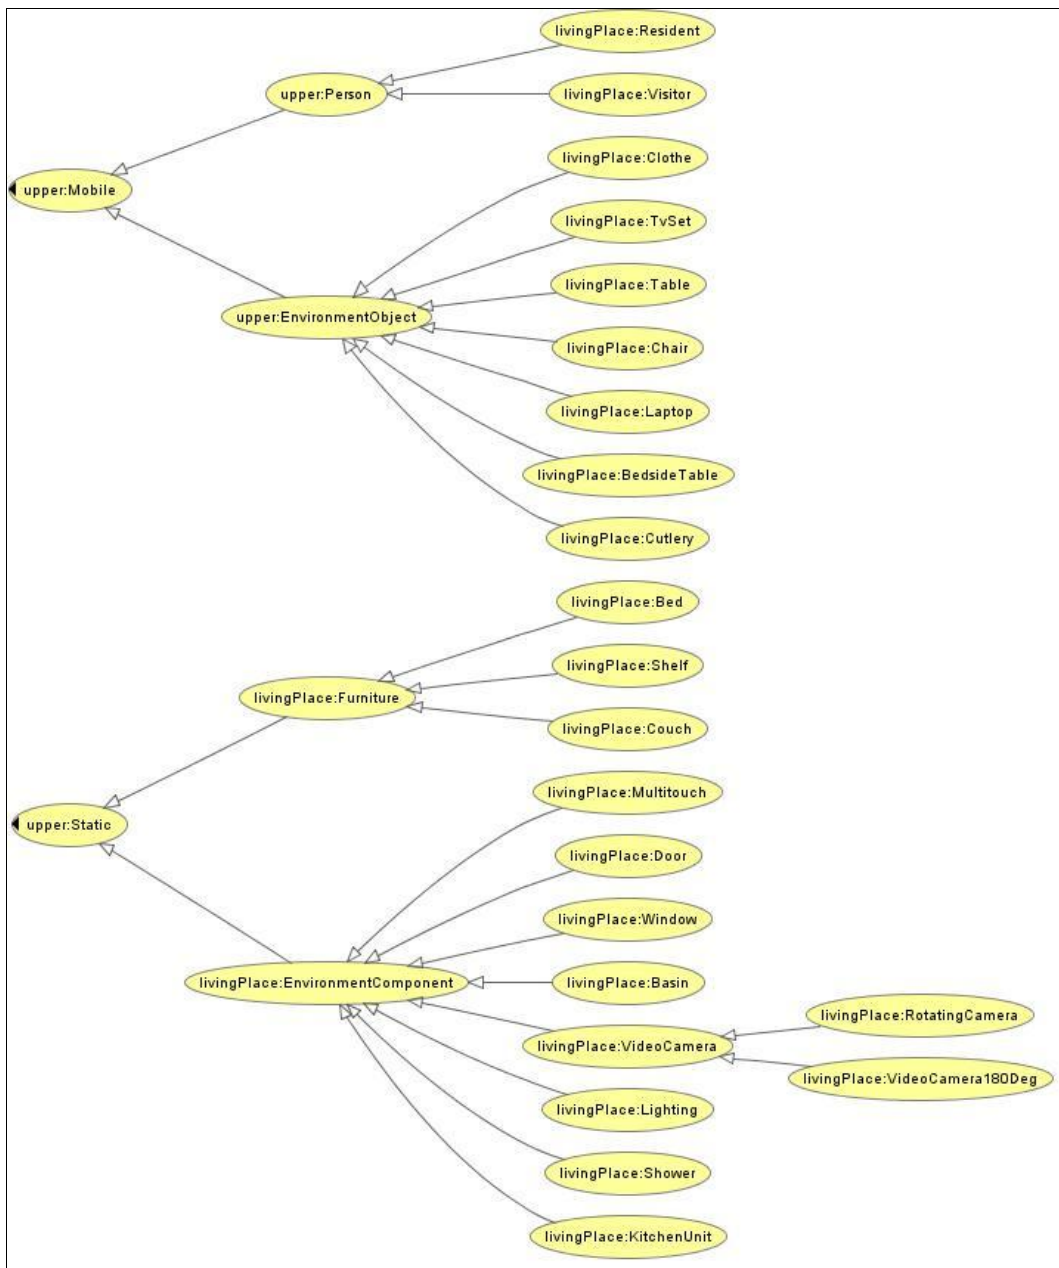 livingPlace:Resident
upper:Person
livingPlace:Visitor
livingPlace:Clothe
upper:Mobile
livingPlace:TvSet
livingPlace:Table
upper:EnvironmentObject
livingPlace:Chair
livingPlace:Laptop
livingPlace:BedsideTable
livingPlace:Cutlery
livingPlace:Bed
livingPlace:Shelf
livingPlace:Furniture
livingPlace:Couch
livingPlace:Multitouch
upper:Static
livingPlace:Door
livingPlace:Window
livingPlace:EnvironmentComponent
livingPlace:Basin
livingPlace:RotatingCamera
livingPlace:VideoCamera
livingPlace:VideoCamera180Deg
livingPlace:Lighting
livingPlace:Shower
livingPlace:KitchenUnit